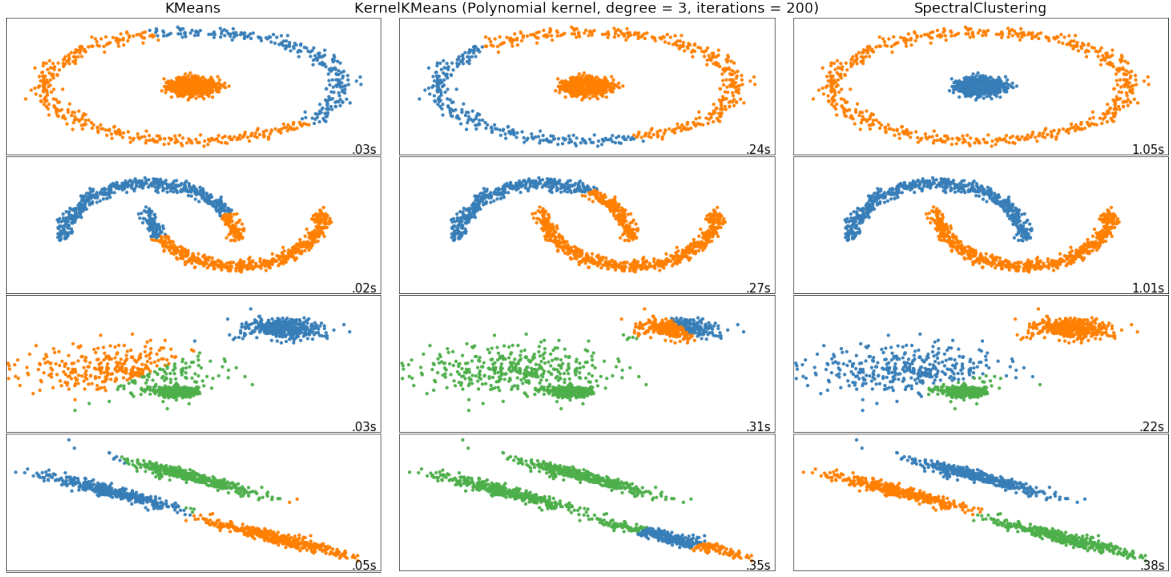 KMeans
KernelKMeans (Polynomial kernel, degree = 3, iterations = 200)
SpectralClustering
.03s
.24s
1.05s
.02s
.27s
1.01s
.03s
.31s
.22s
.05s
.35s
.38s